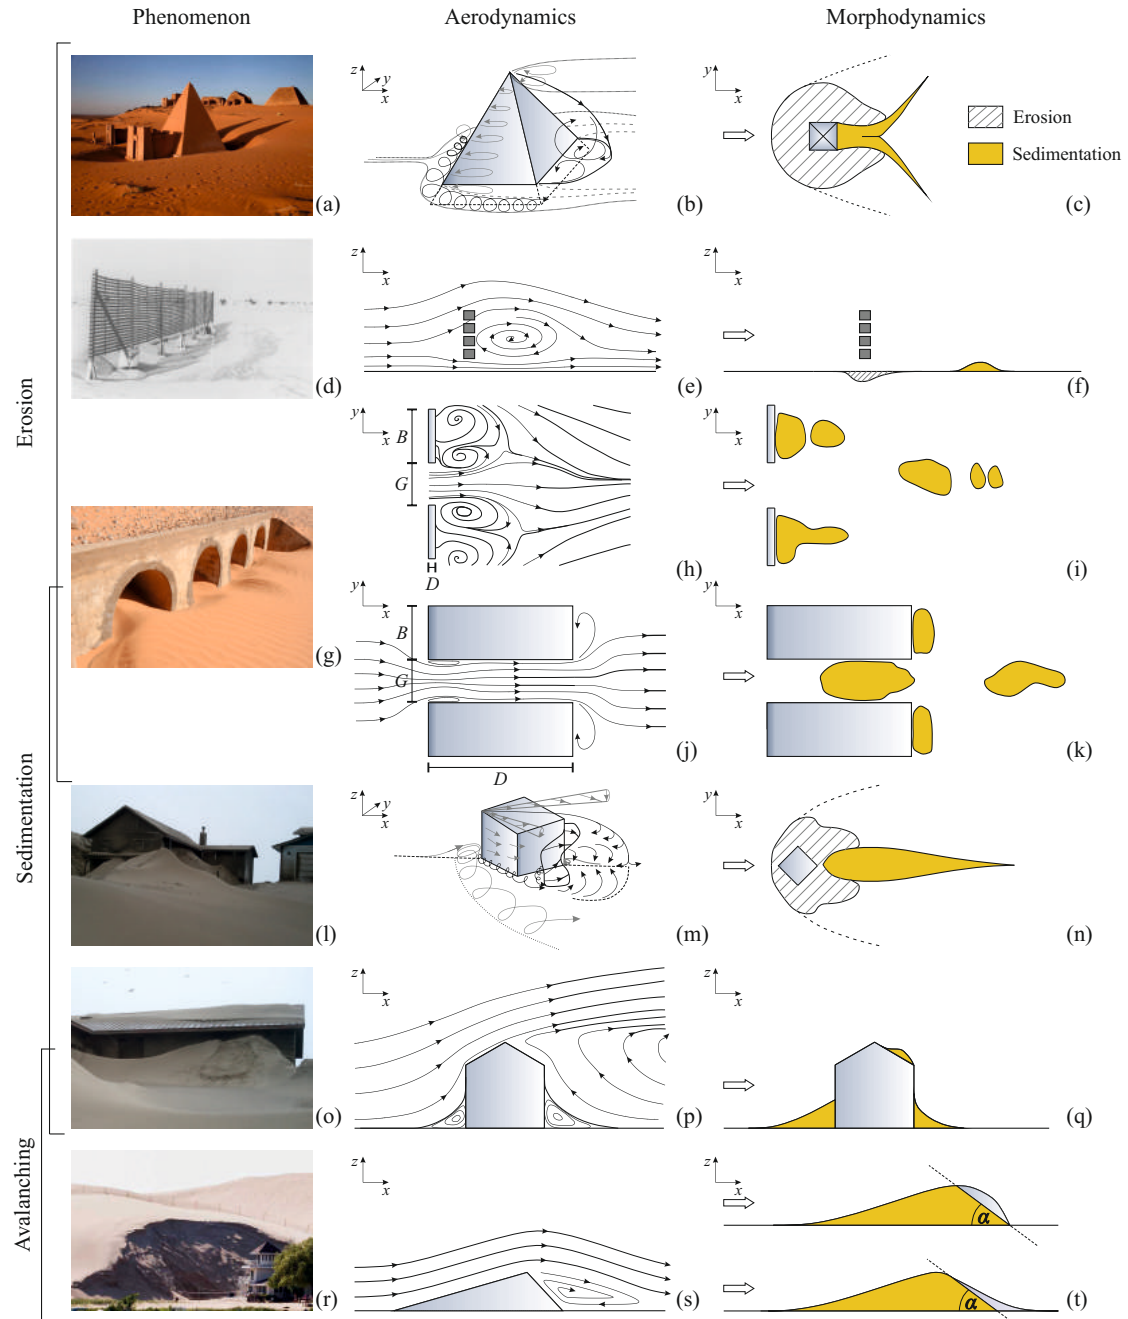 Phenomenon Aerodynamics Morphodynamics
Erosion
Sedimentation
Avalanching
z y x
y x
Erosion
Sedimentation
(a) (b) (c)
z x
z x
(d) (e) (f)
y x B G D
y x
(h) (i)
(g)
y x B G D
y x
(j) (k)
z y x
y x
(l) (m) (n)
z x
z x
(o) (p) (q)
z x
z x
α
α
(r) (s) (t)